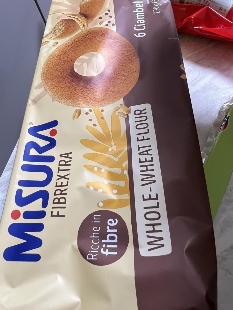 MISURA
FIBREXTRA
Ricche in
fibre
WHOLE-WHEAT FLOUR
6 Ciambel